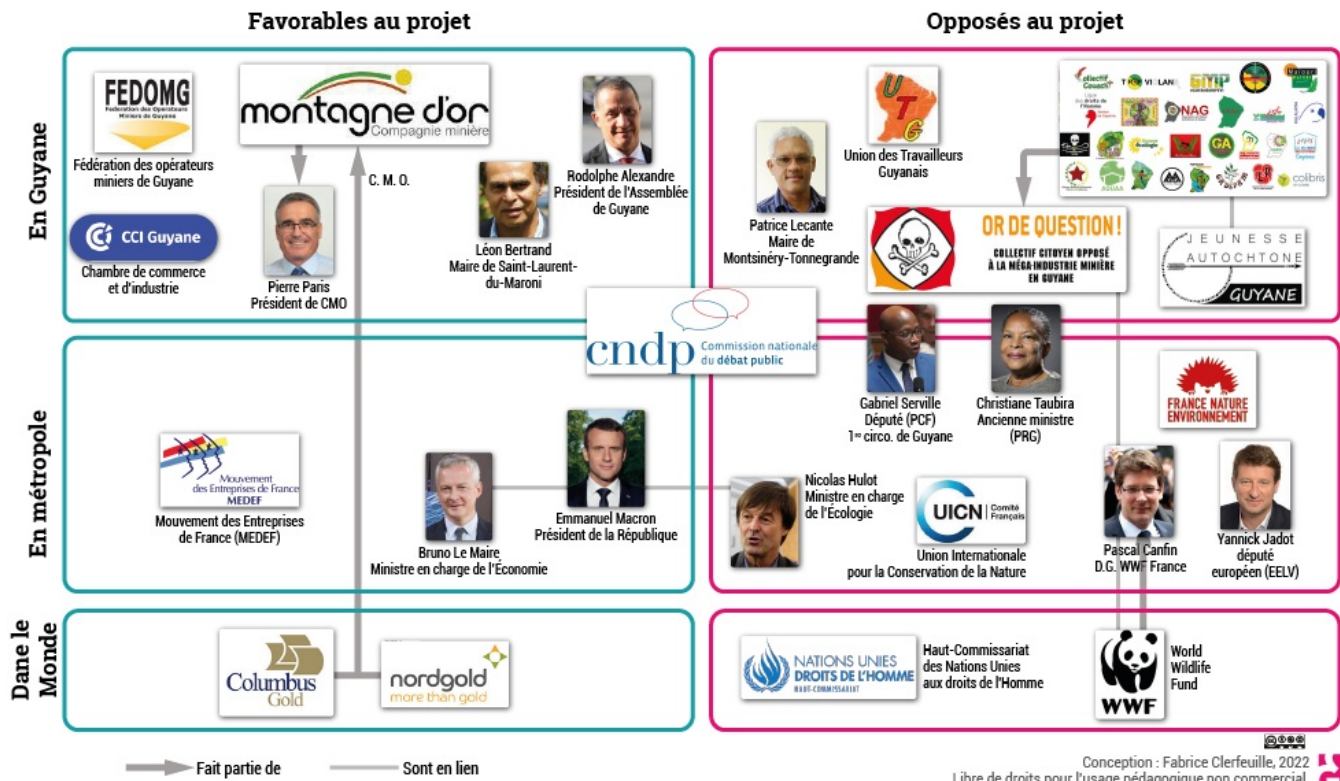 Favorables au projet
Opposés au projet
En Guyane
FEDOMG
Fédération des Opérateurs
Miniers de Guyane
Fédération des opérateurs
miniers de Guyane
CCI Guyane
Chambre de commerce
et d'industrie
montagne d'or
Compagnie minière
C. M. O.
Pierre Paris
Président de CMO
Léon Bertrand
Maire de Saint-Laurent-
du-Maroni
Rodolphe Alexandre
Président de l'Assemblée
de Guyane
Patrice Lecante
Maire de
Montsinéry-Tonnegrande
UTG
Union des Travailleurs
Guyanais
OR DE QUESTION !
COLLECTIF CITOYEN OPPOSÉ
À LA MÉGA-INDUSTRIE MINIÈRE
EN GUYANE
GA
colibris
JEUNESSE
AUTOCHTONE
GUYANE
cndp Commission nationale
du débat public
En métropole
Mouvement
des Entreprises de France
MEDEF
Mouvement des Entreprises
de France (MEDEF)
Bruno Le Maire
Ministre en charge de l'Économie
Emmanuel Macron
Président de la République
Gabriel Serville
Député (PCF)
1re circo. de Guyane
Christiane Taubira
Ancienne ministre
(PRG)
FRANCE NATURE
ENVIRONNEMENT
Nicolas Hulot
Ministre en charge
de l'Écologie
UICN Comité
Français
Union Internationale
pour la Conservation de la Nature
Pascal Canfin
D.G. WWF France
Yannick Jadot
député
européen (EELV)
Dane le
Monde
25
Columbus
Gold
nordgold
more than gold
NATIONS UNIES
DROITS DE L'HOMME
HAUT-COMMISSARIAT
Haut-Commissariat
des Nations Unies
aux droits de l'Homme
WWF
World
Wildlife
Fund
Fait partie de
Sont en lien
Conception : Fabrice Clerfeuille, 2022
Libre de droits pour l'usage pédagogique non commercial